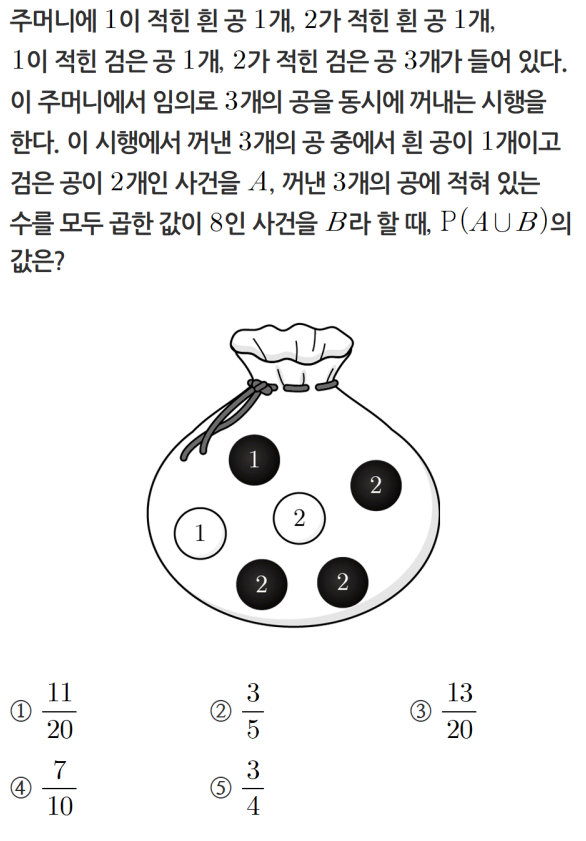 주머니에 1이 적힌 흰 공 1개, 2가 적힌 흰 공 1개,
1이 적힌 검은 공 1개, 2가 적힌 검은 공 3개가 들어 있다.
이 주머니에서 임의로 3개의 공을 동시에 꺼내는 시행을
한다. 이 시행에서 꺼낸 3개의 공 중에서 흰 공이 1개이고
검은 공이 2개인 사건을 A, 꺼낸 3개의 공에 적혀 있는
수를 모두 곱한 값이 8인 사건을 B라 할 때, P(A∪B)의
값은?
1
2
1
2
2
2
① 11/20 ② 3/5 ③ 13/20
④ 7/10 ⑤ 3/4